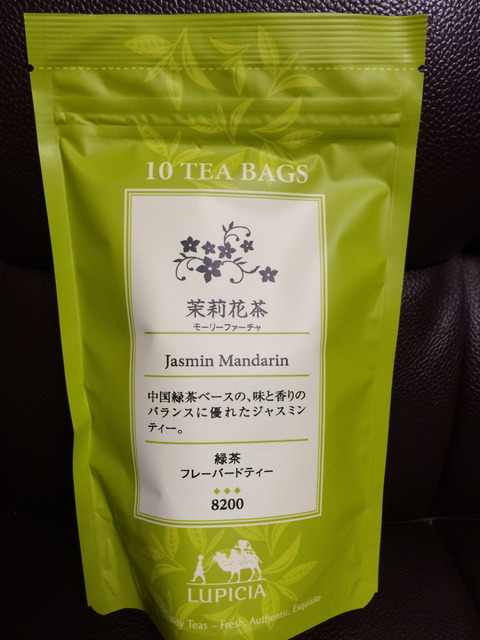 10 TEA BAGS
茉莉花茶
モーリーファーチャ
Jasmin Mandarin
中国緑茶ベースの、味と香りの
バランスに優れたジャスミン
ティー。
緑茶
フレーバードティー
8200
LUPICIA
Teas – Fresh, Authentic, Exquisite